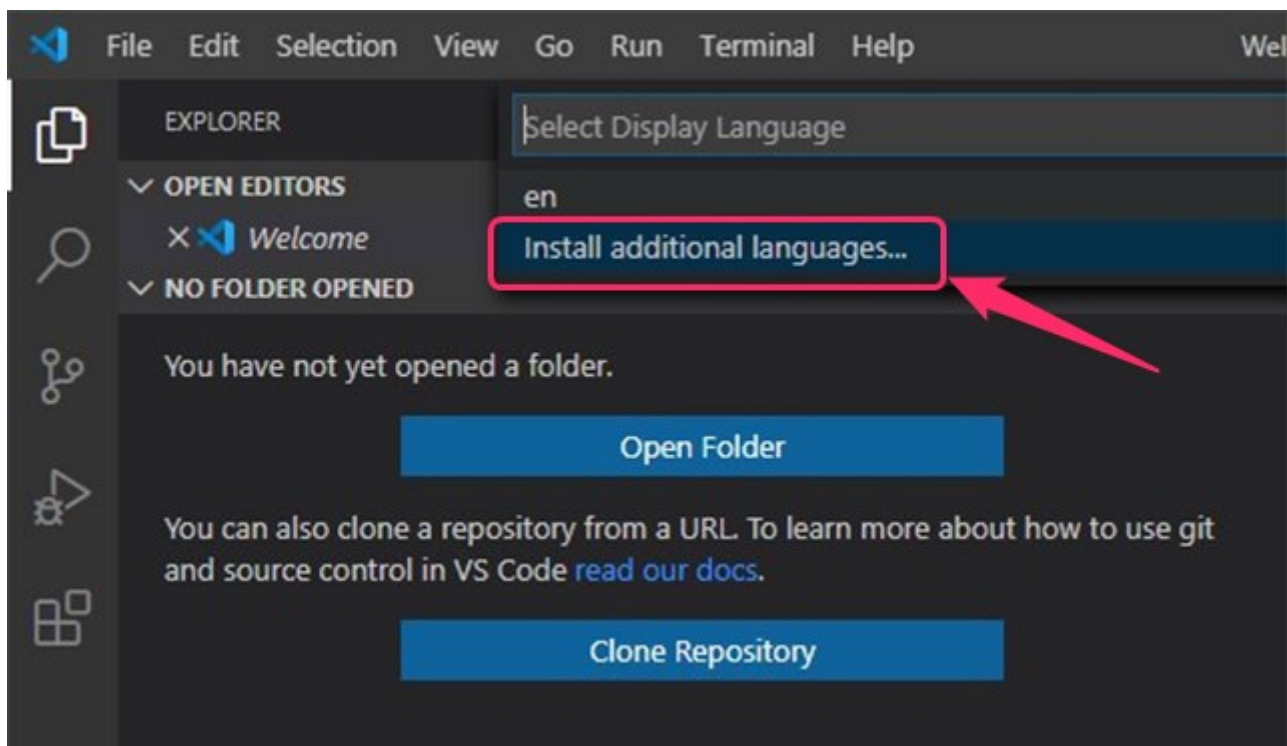 File Edit Selection View Go Run Terminal Help
EXPLORER
Select Display Language
OPEN EDITORS
en
Welcome
Install additional languages...
NO FOLDER OPENED
You have not yet opened a folder.
Open Folder
You can also clone a repository from a URL. To learn more about how to use git
and source control in VS Code read our docs.
Clone Repository